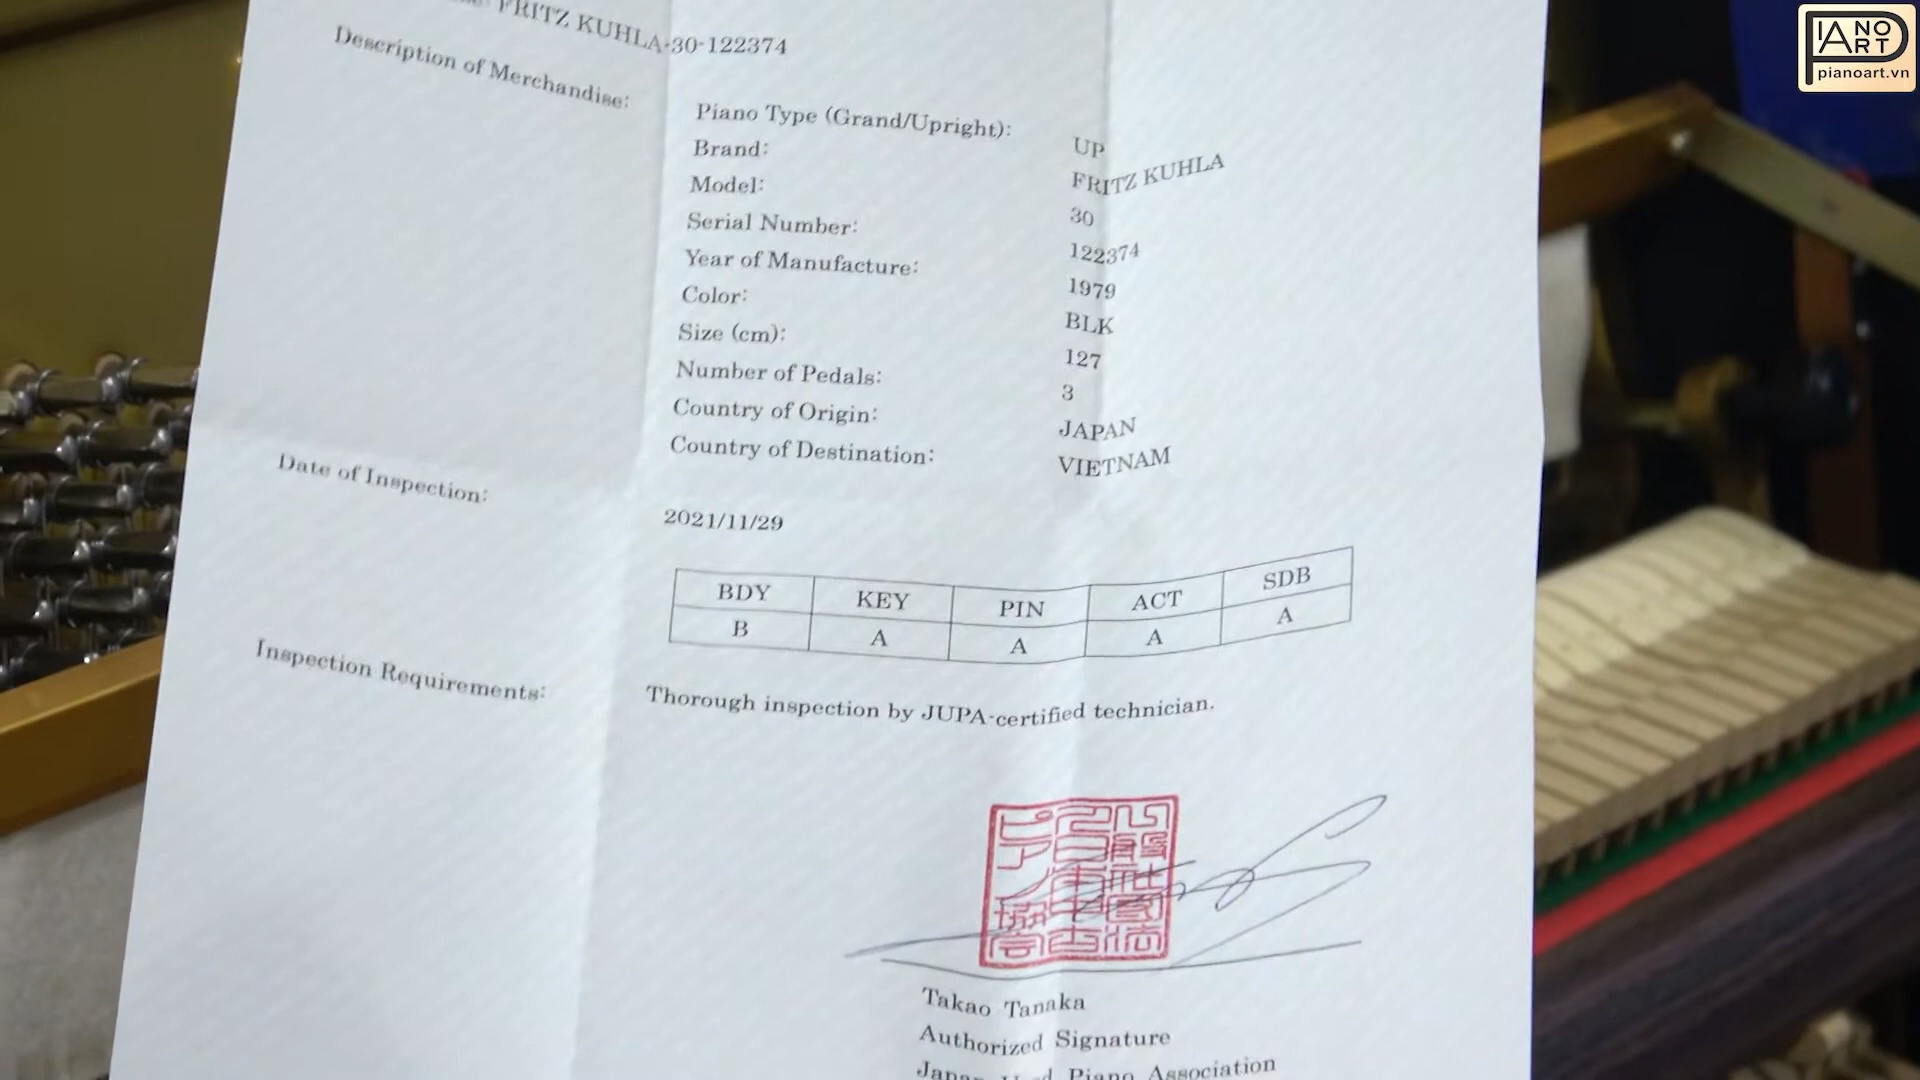 FRITZ KUHLA-30-122374
Description of Merchandise:
Piano Type (Grand/Upright): UP
Brand: FRITZ KUHLA
Model: 30
Serial Number: 122374
Year of Manufacture: 1979
Color: BLK
Size (cm): 127
Number of Pedals: 3
Country of Origin: JAPAN
Country of Destination: VIETNAM
Date of Inspection: 2021/11/29
BDY KEY PIN ACT SDB
B A A A A
Inspection Requirements: Thorough inspection by JUPA-certified technician.
Takao Tanaka
Authorized Signature
Piano Association
PIANO ART
pianoart.vn